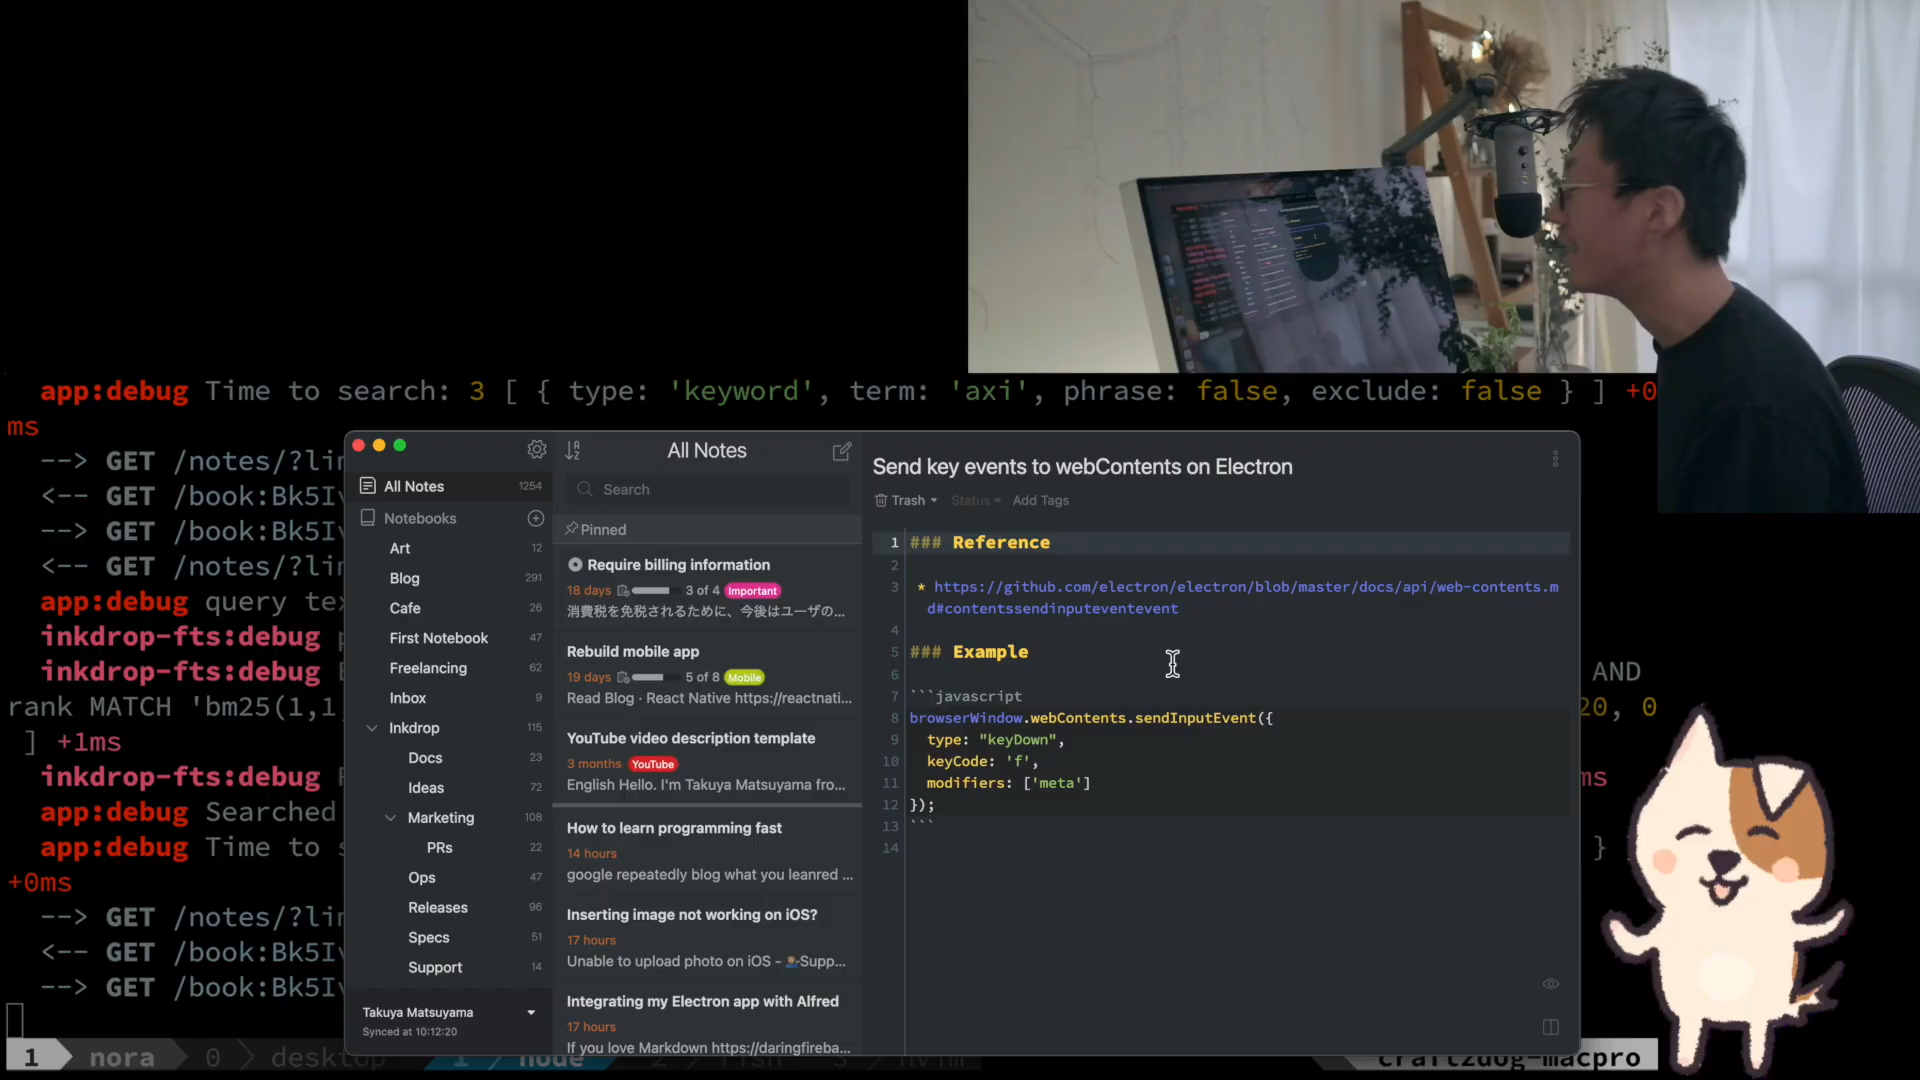 app:debug Time to search: 3 [ { type: 'keyword', term: 'axi', phrase: false, exclude: false } ] +0
ms
--> GET /notes/?lin
<-- GET /book:Bk5Iv
--> GET /book:Bk5Iv
<-- GET /notes/?lin
app:debug query tex
inkdrop-fts:debug
inkdrop-fts:debug
AND
rank MATCH 'bm25(1,1
20, 0
] +1ms
inkdrop-fts:debug
ms
app:debug Searched
app:debug Time to s
} ]
+0ms
--> GET /notes/?lin
<-- GET /book:Bk5Iv
--> GET /book:Bk5Iv
1 nora 0 desktop 1 node 2 fish 3 nvim
craftzdog-macpro
All Notes 1254
Notebooks
Art 12
Blog 291
Cafe 26
First Notebook 47
Freelancing 62
Inbox 9
Inkdrop 115
Docs 23
Ideas 72
Marketing 108
PRs 22
Ops 47
Releases 96
Specs 51
Support 14
Takuya Matsuyama
Synced at 10:12:20
All Notes
Search
Pinned
Require billing information
18 days 3 of 4 Important
消費税を免税されるために、今後はユーザの...
Rebuild mobile app
19 days 5 of 8 Mobile
Read Blog · React Native https://reactnati...
YouTube video description template
3 months YouTube
English Hello. I'm Takuya Matsuyama fro...
How to learn programming fast
14 hours
google repeatedly blog what you leanred ...
Inserting image not working on iOS?
17 hours
Unable to upload photo on iOS - Supp...
Integrating my Electron app with Alfred
17 hours
If you love Markdown https://daringfireba...
Send key events to webContents on Electron
Trash Status Add Tags
1 ### Reference
2
3 * https://github.com/electron/electron/blob/master/docs/api/web-contents.m
d#contentssendinputeventevent
4
5 ### Example
6
7 ```javascript
8 browserWindow.webContents.sendInputEvent({
9 type: "keyDown",
10 keyCode: 'f',
11 modifiers: ['meta']
12 });
13 ```
14